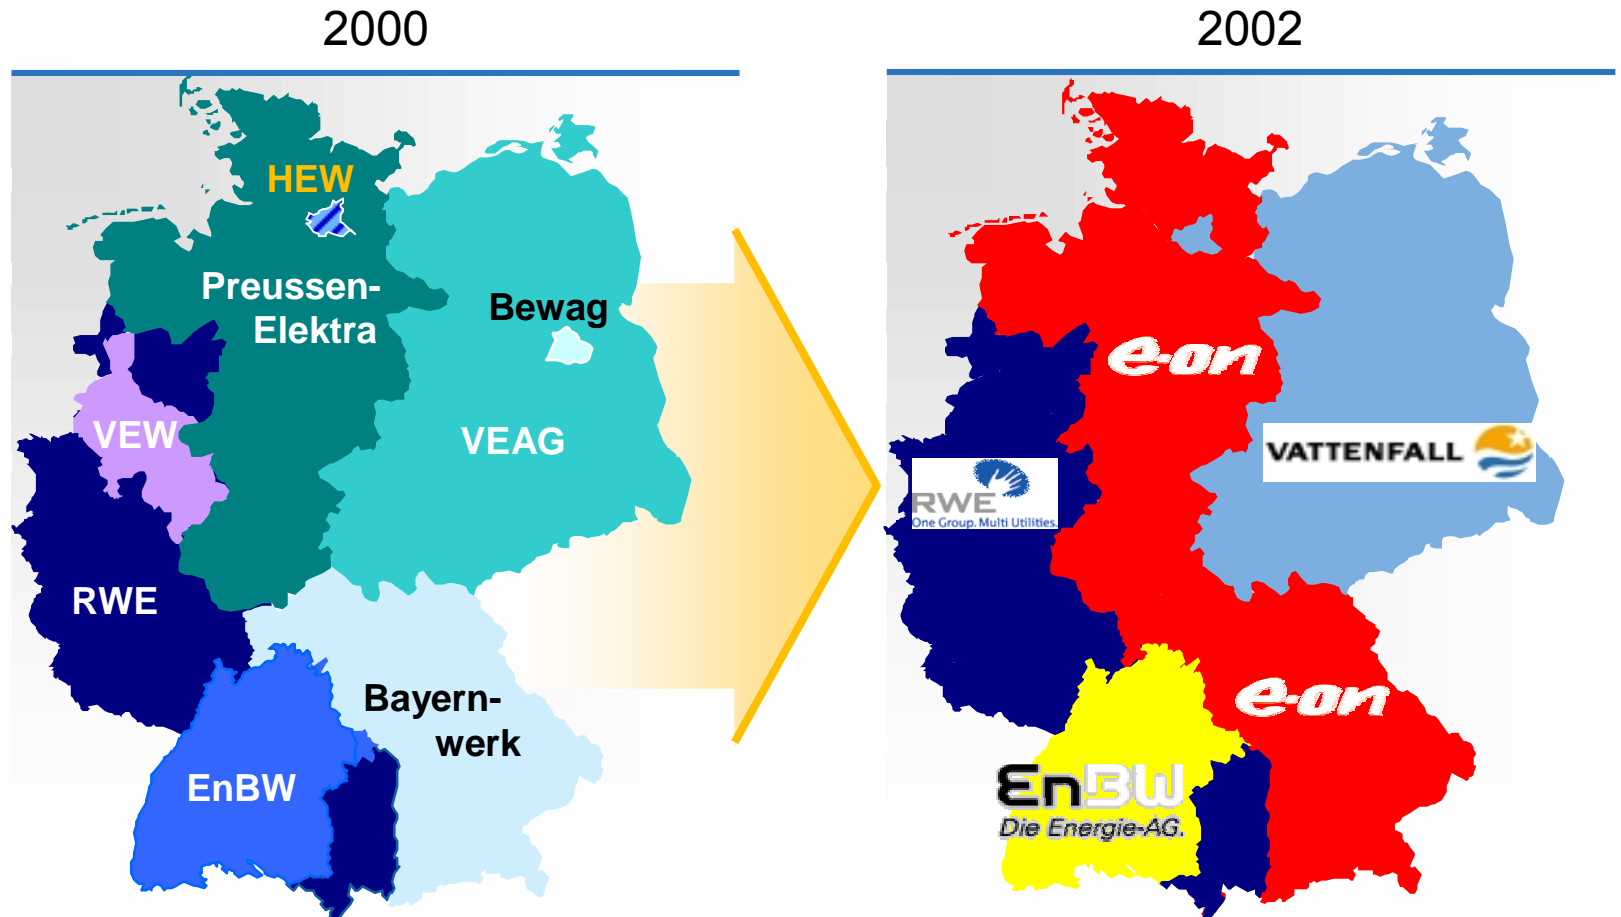 2000
HEW
Preussen-
Elektra
Bewag
VEW
VEAG
RWE
Bayern-
werk
EnBW
2002
e·on
VATTENFALL
RWE
One Group. Multi Utilities.
e·on
EnBW
Die Energie-AG.